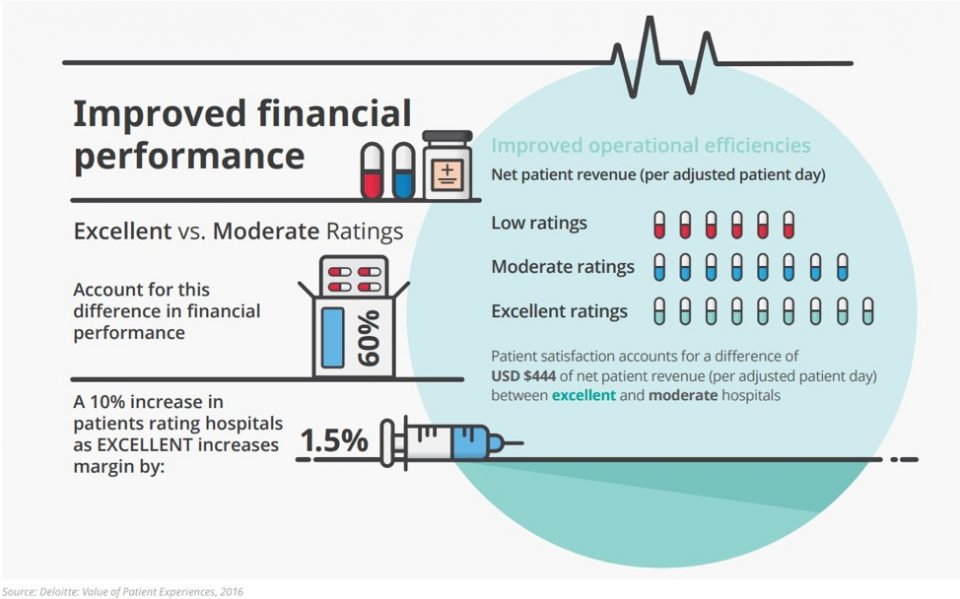 Improved financial
performance
Excellent vs. Moderate Ratings
Account for this
difference in financial
performance
60%
A 10% increase in
patients rating hospitals
as EXCELLENT increases
margin by:
1.5%
Improved operational efficiencies
Net patient revenue (per adjusted patient day)
Low ratings
Moderate ratings
Excellent ratings
Patient satisfaction accounts for a difference of
USD $444 of net patient revenue (per adjusted patient day)
between excellent and moderate hospitals
Source: Deloitte: Value of Patient Experiences, 2016